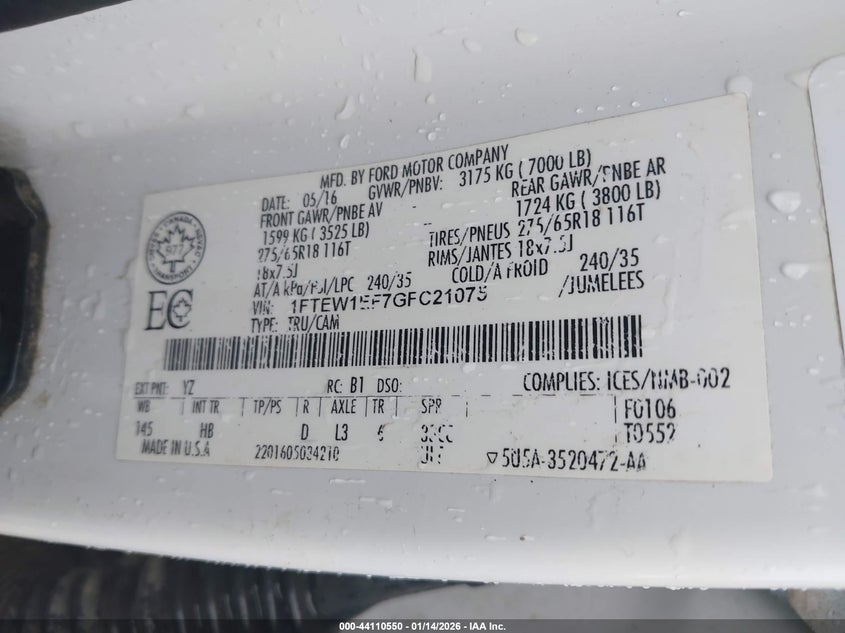 MFD. BY FORD MOTOR COMPANY
DATE: 05/16 GVWR/PNBV: 3175 KG ( 7000 LB)
FRONT GAWR/PNBE AV REAR GAWR/PNBE AR
1599 KG ( 3525 LB) 1724 KG ( 3800 LB)
275/65R18 116T TIRES/PNEUS 275/65R18 116T
18x7.5J RIMS/JANTES 18x7.5J
AT/A kPa/PSI/LPC 240/35 COLD/A FROID 240/35
VIN: 1FTEW1EF7GFC21075 /JUMELEES
TYPE: TRU/CAM
CANADA
TRANSPORT
EC
EXT PNT: YZ RC: B1 DSO: COMPLIES: ICES/NMB-002
WB INT TR TP/PS R AXLE TR SPR F0106
145 HB D L3 6 T0552
MADE IN U.S.A 2201605034210 ▽5U5A-3520472-AA
000-44110550 - 01/14/2026 - IAA Inc.